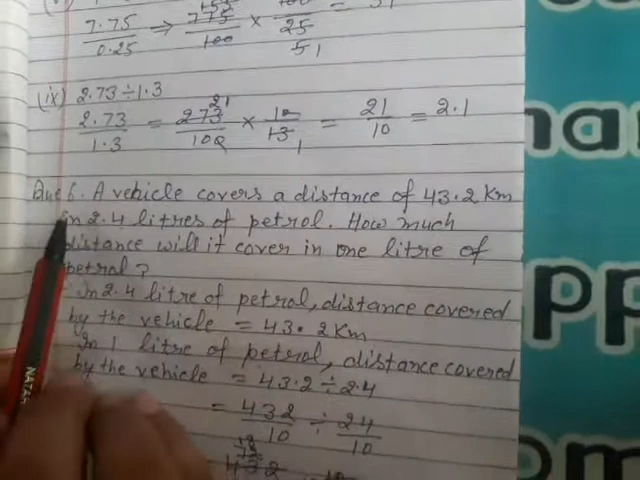 7.75/0.25 ⇒ 775/100 × 100/25 = 31
(ix) 2.73 ÷ 1.3
2.73/1.3 = 273/100 × 10/13 = 21/10 = 2.1
Que 6. A vehicle covers a distance of 43.2 Km
in 2.4 litres of petrol. How much
distance will it cover in one litre of
petrol?
In 2.4 litre of petrol, distance covered
by the vehicle = 43.2 Km
In 1 litre of petrol, distance covered
by the vehicle = 43.2 ÷ 2.4
= 432/10 ÷ 24/10
432